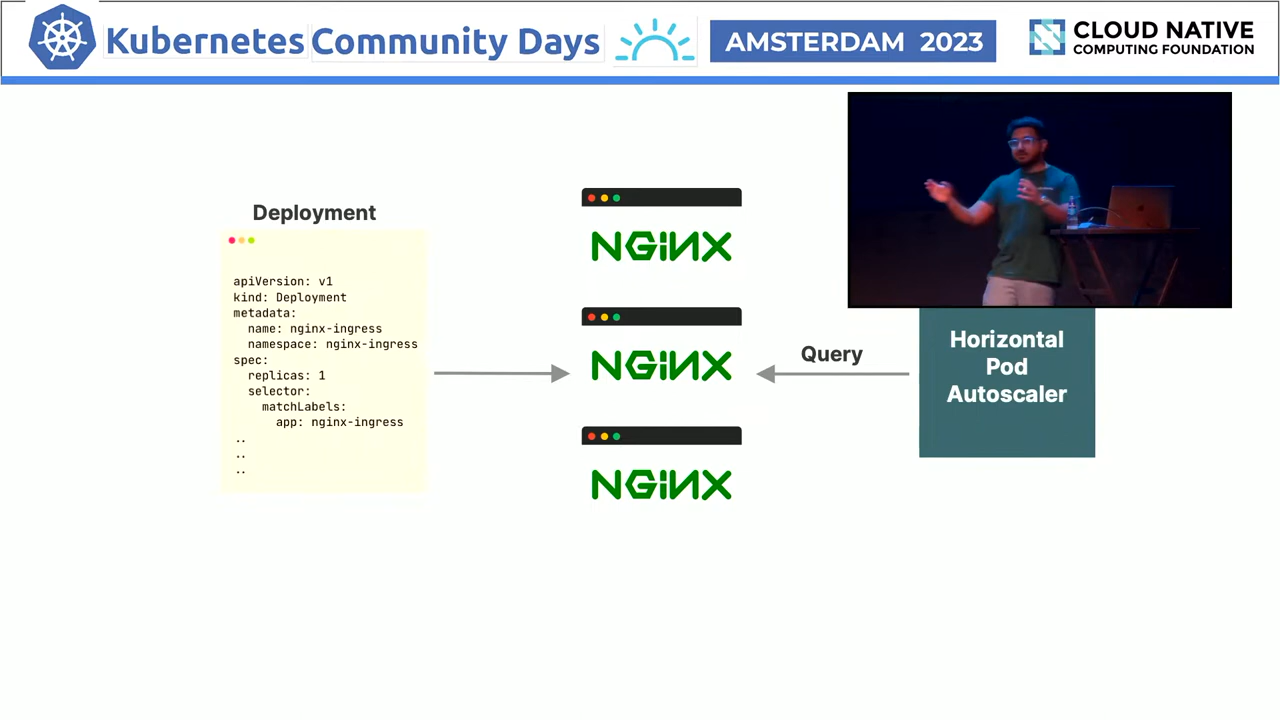 Kubernetes Community Days
AMSTERDAM 2023
CLOUD NATIVE
COMPUTING FOUNDATION
Deployment
apiVersion: v1
kind: Deployment
metadata:
  name: nginx-ingress
  namespace: nginx-ingress
spec:
  replicas: 1
  selector:
    matchLabels:
      app: nginx-ingress
..
..
..
NGINX
NGINX
NGINX
Query
Horizontal
Pod
Autoscaler